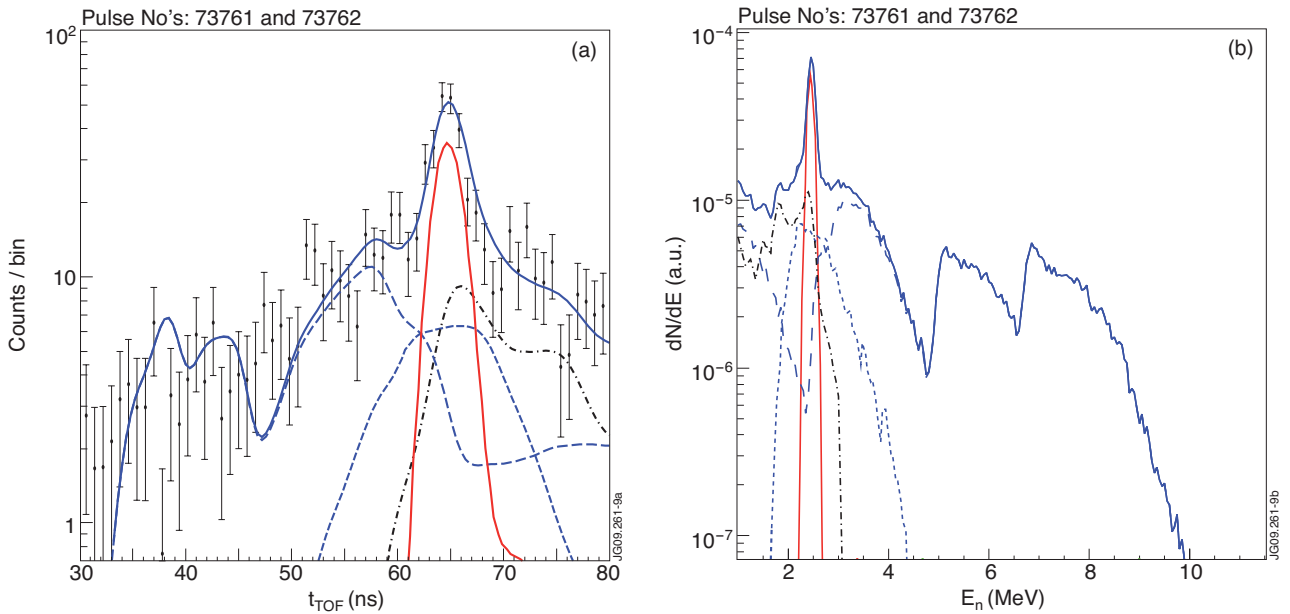 Pulse No's: 73761 and 73762
(a)
10²
10
1
Counts / bin
30 40 50 60 70 80
t_TOF (ns)
JG09.261-9a
Pulse No's: 73761 and 73762
(b)
10⁻⁴
10⁻⁵
10⁻⁶
10⁻⁷
dN/dE (a.u.)
2 4 6 8 10
E_n (MeV)
JG09.261-9b